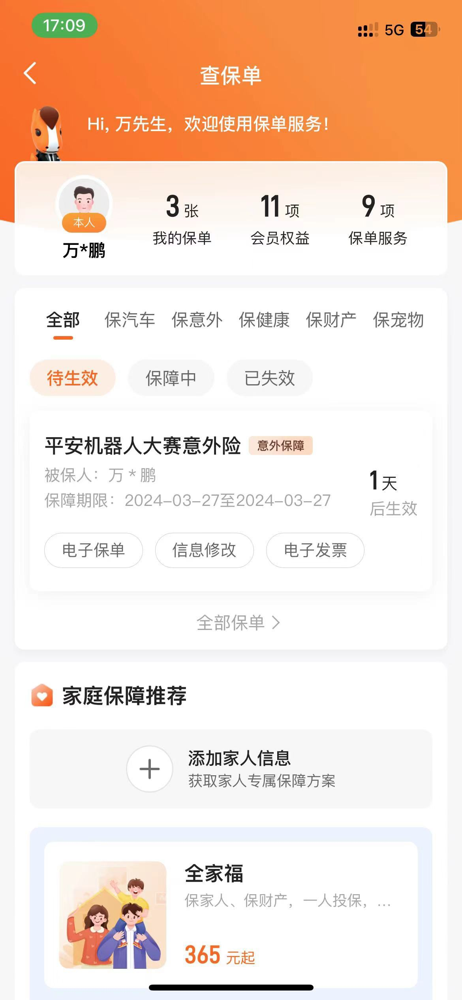 17:09
5G 54
查保单
Hi, 万先生，欢迎使用保单服务！
本人
万*鹏
3 张
我的保单
11 项
会员权益
9 项
保单服务
全部 保汽车 保意外 保健康 保财产 保宠物
待生效 保障中 已失效
平安机器人大赛意外险 意外保障
被保人：万 * 鹏
保障期限：2024-03-27至2024-03-27
1天
后生效
电子保单 信息修改 电子发票
全部保单
家庭保障推荐
添加家人信息
获取家人专属保障方案
全家福
保家人、保财产，一人投保，...
365 元起